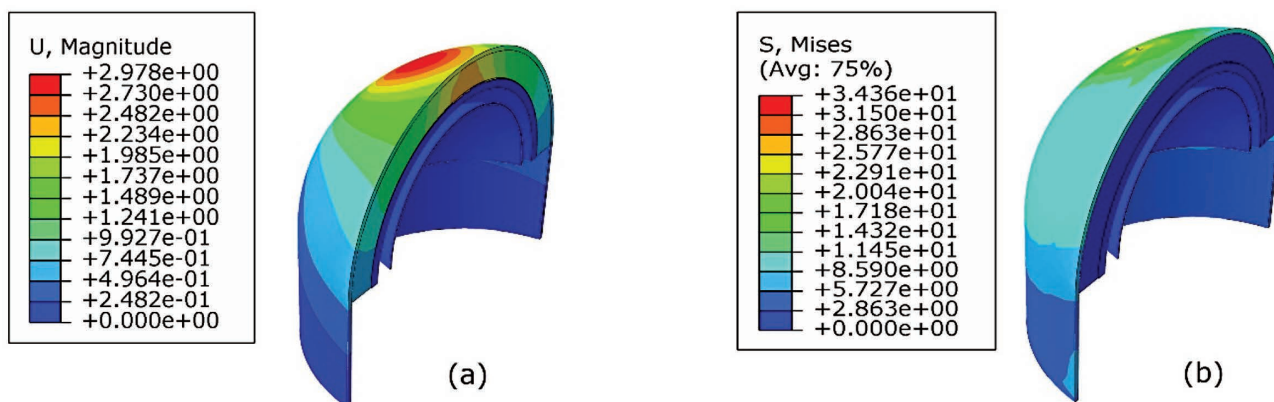 U, Magnitude
+2.978e+00
+2.730e+00
+2.482e+00
+2.234e+00
+1.985e+00
+1.737e+00
+1.489e+00
+1.241e+00
+9.927e-01
+7.445e-01
+4.964e-01
+2.482e-01
+0.000e+00
(a)
S, Mises
(Avg: 75%)
+3.436e+01
+3.150e+01
+2.863e+01
+2.577e+01
+2.291e+01
+2.004e+01
+1.718e+01
+1.432e+01
+1.145e+01
+8.590e+00
+5.727e+00
+2.863e+00
+0.000e+00
(b)